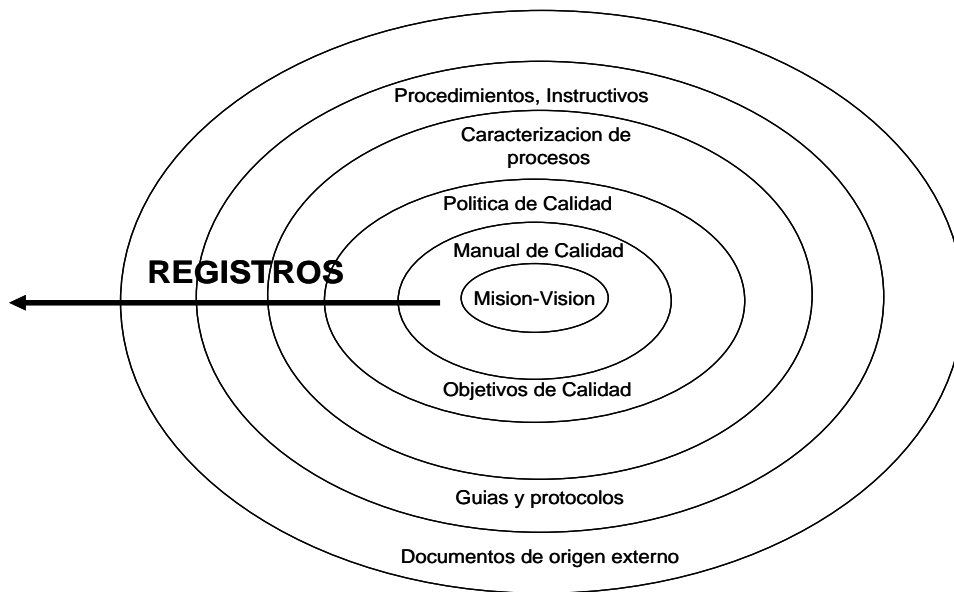 Procedimientos, Instructivos
Caracterizacion de
procesos
Politica de Calidad
Manual de Calidad
REGISTROS
Mision-Vision
Objetivos de Calidad
Guias y protocolos
Documentos de origen externo